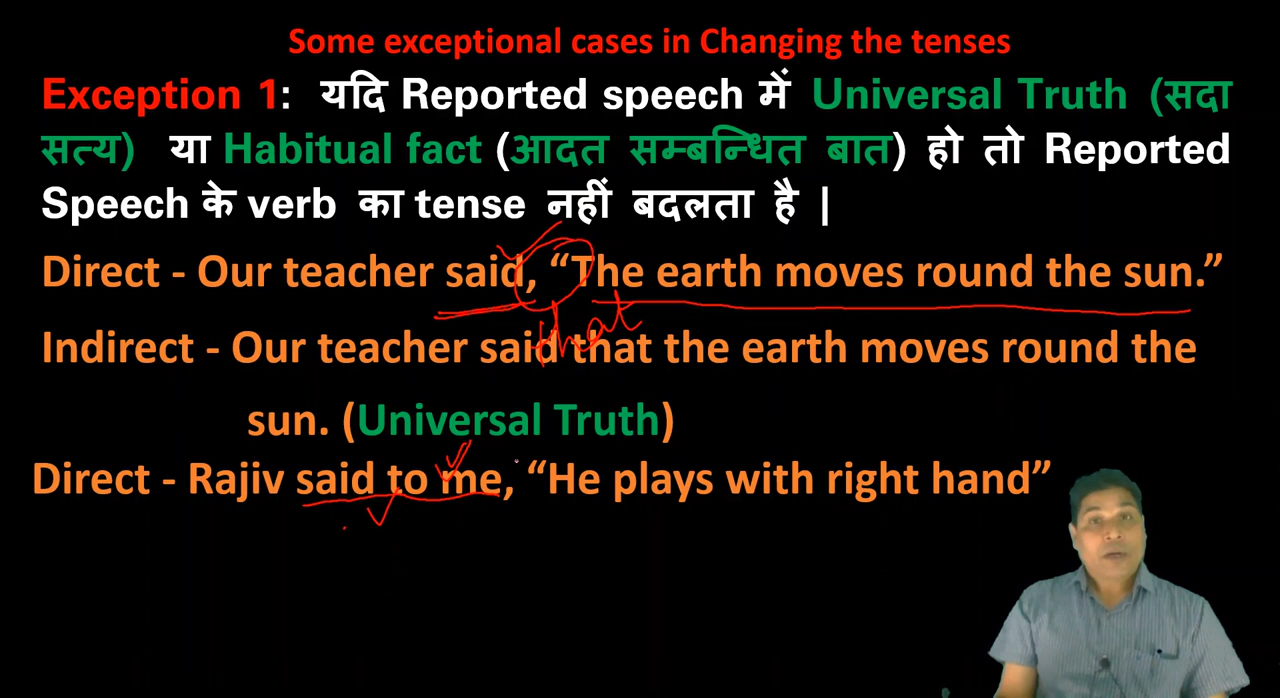 Some exceptional cases in Changing the tenses
Exception 1: यदि Reported speech में Universal Truth (सदा
सत्य) या Habitual fact (आदत सम्बन्धित बात) हो तो Reported
Speech के verb का tense नहीं बदलता है |
Direct - Our teacher said, “The earth moves round the sun.”
that
Indirect - Our teacher said that the earth moves round the
sun. (Universal Truth)
Direct - Rajiv said to me, “He plays with right hand”